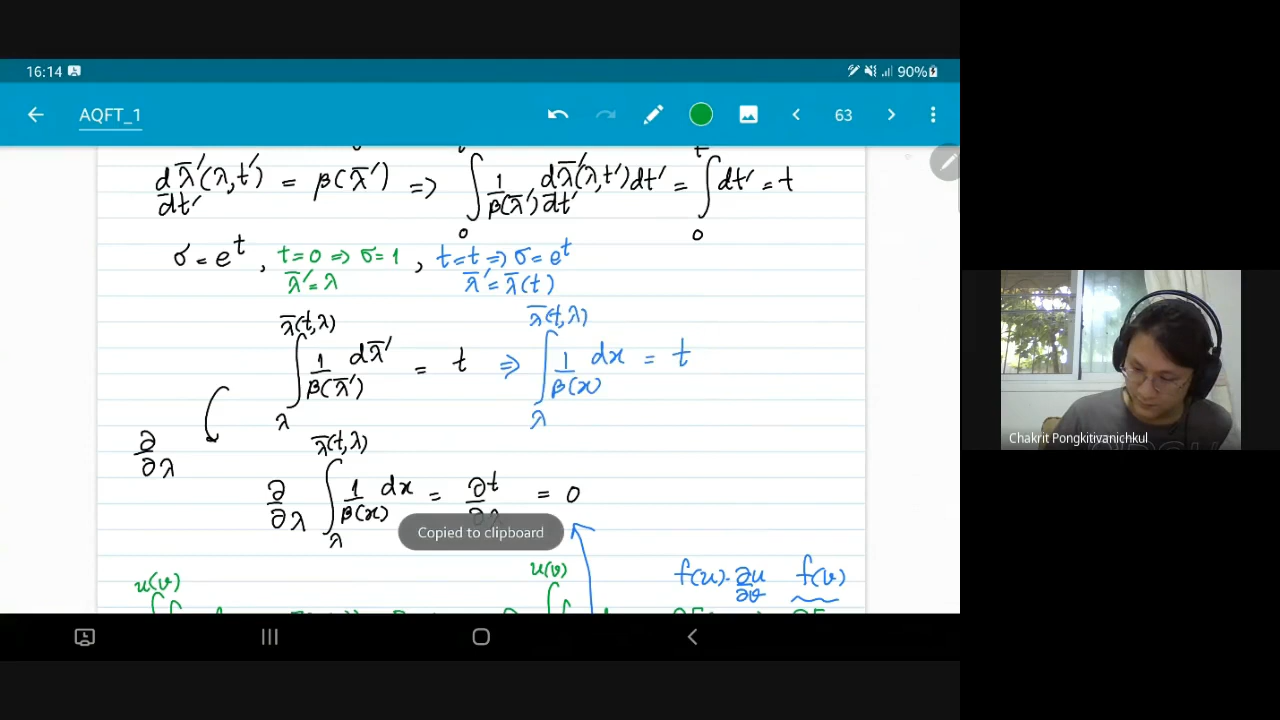 16:14 90%
AQFT_1 63
dλ̅'(λ,t')/dt' = β(λ̅') => ∫₀ᵗ 1/β(λ̅') dλ̅'(λ,t')/dt' dt' = ∫₀ᵗ dt' = t
σ = eᵗ , t=0 => σ=1 , t=t => σ=eᵗ
λ̅'=λ λ̅'=λ̅(t)
∫_λ^λ̅(t,λ) 1/β(λ̅') dλ̅' = t => ∫_λ^λ̅(t,λ) 1/β(x) dx = t
∂/∂λ
∂/∂λ ∫_λ^λ̅(t,λ) 1/β(x) dx = ∂t/∂λ = 0
Copied to clipboard
u(v) u(v) f(u)·∂u/∂v f(v)
Chakrit Pongkitivanichkul